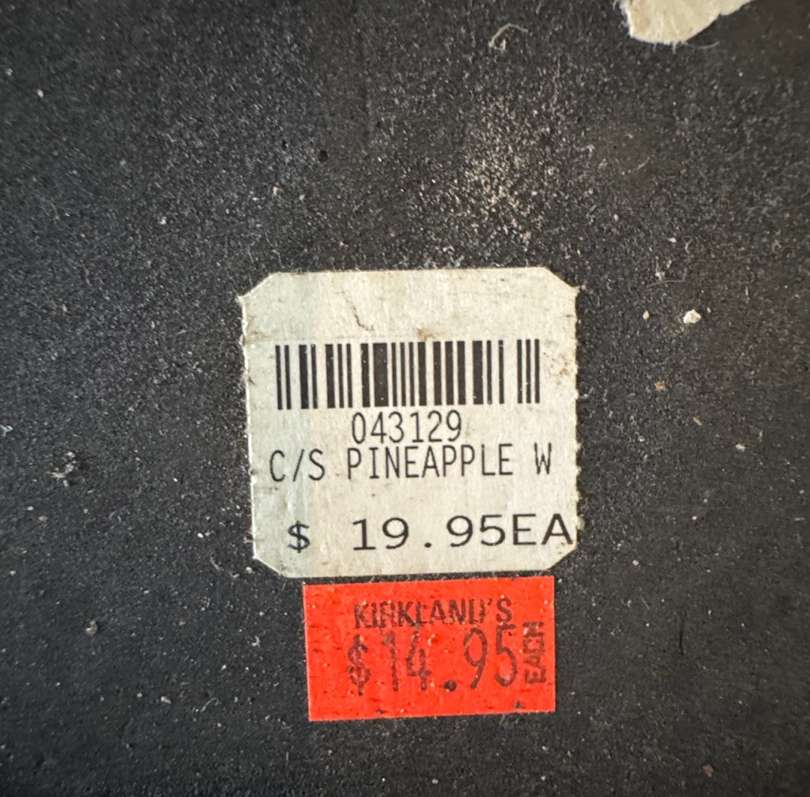 043129
C/S PINEAPPLE W
$ 19.95EA
KIRKLAND'S
$14.95 EACH